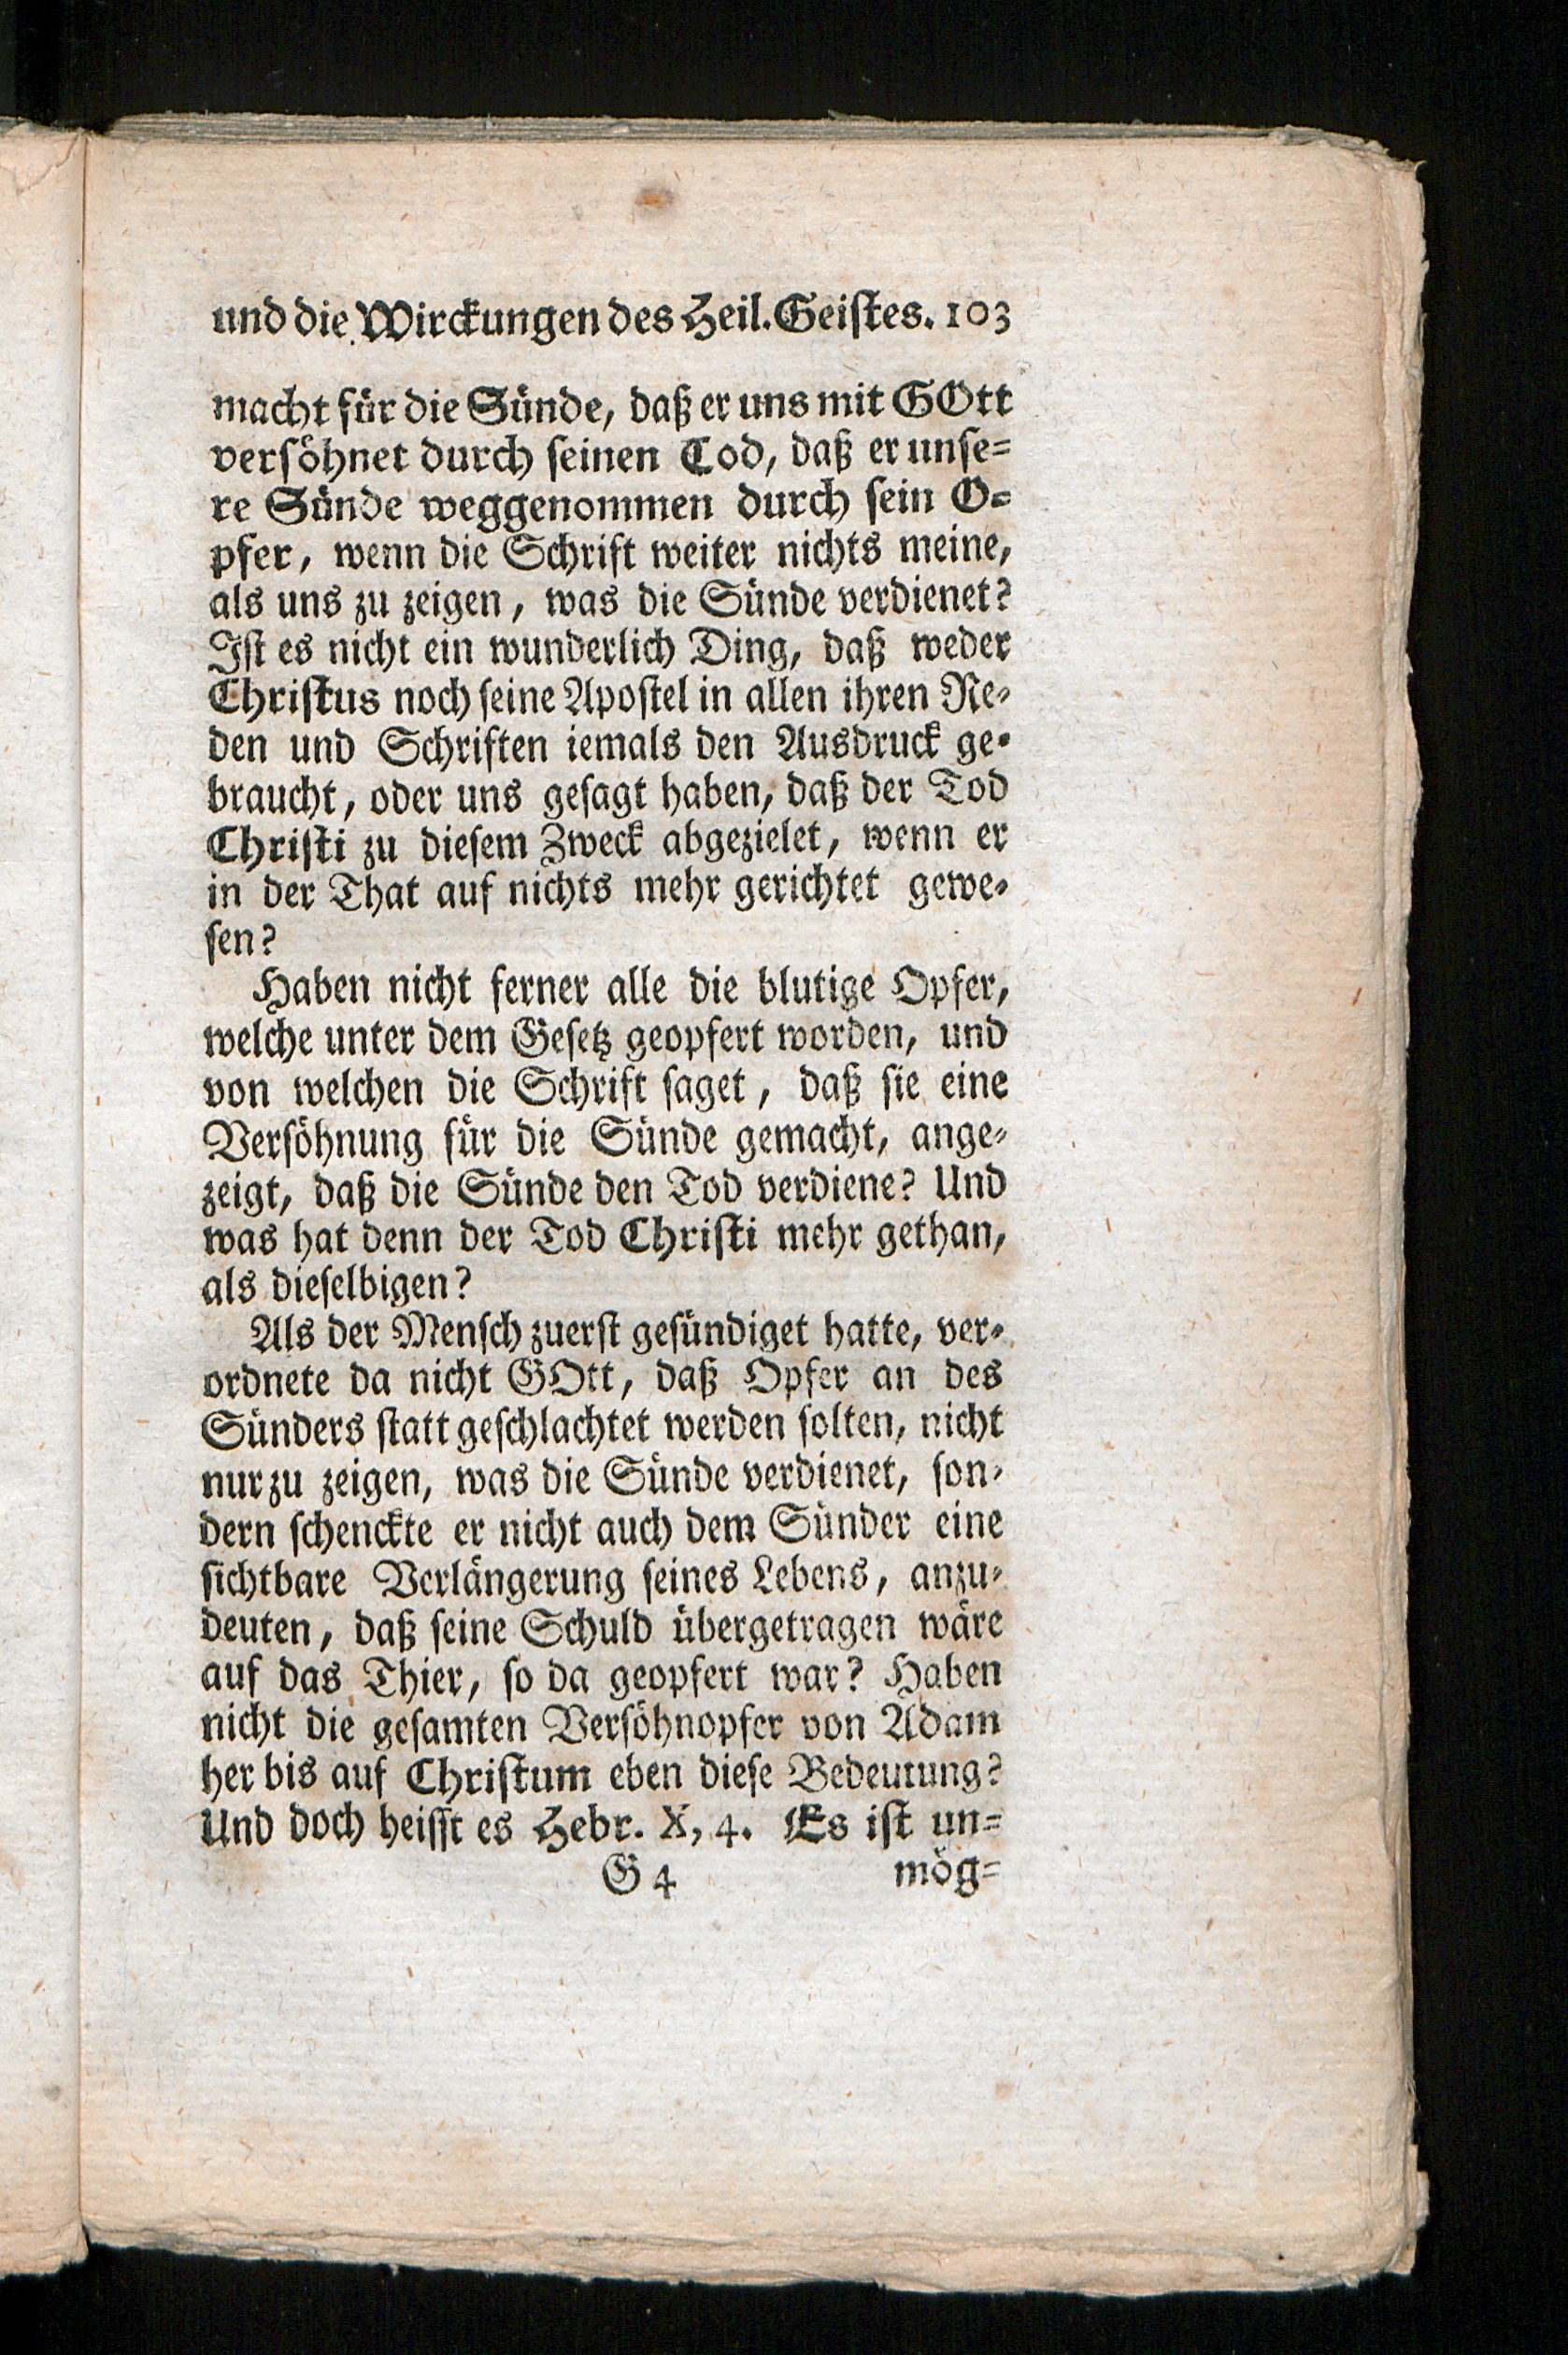 und die Wirckungen des Heil. Geistes. 103
macht für die Sünde, daß er uns mit GOtt
versöhnet durch seinen Tod, daß er unse=
re Sünde weggenommen durch sein O=
pfer, wenn die Schrift weiter nichts meine,
als uns zu zeigen, was die Sünde verdienet?
Ist es nicht ein wunderlich Ding, daß weder
Christus noch seine Apostel in allen ihren Re=
den und Schriften iemals den Ausdruck ge=
braucht, oder uns gesagt haben, daß der Tod
Christi zu diesem Zweck abgezielet, wenn er
in der That auf nichts mehr gerichtet gewe=
sen?
Haben nicht ferner alle die blutige Opfer,
welche unter dem Gesetz geopfert worden, und
von welchen die Schrift saget, daß sie eine
Versöhnung für die Sünde gemacht, ange=
zeigt, daß die Sünde den Tod verdiene? Und
was hat denn der Tod Christi mehr gethan,
als dieselbigen?
Als der Mensch zuerst gesündiget hatte, ver=
ordnete da nicht GOtt, daß Opfer an des
Sünders statt geschlachtet werden solten, nicht
nur zu zeigen, was die Sünde verdienet, son=
dern schenckte er nicht auch dem Sünder eine
sichtbare Verlängerung seines Lebens, anzu=
deuten, daß seine Schuld übergetragen wäre
auf das Thier, so da geopfert war? Haben
nicht die gesamten Versöhnopfer von Adam
her bis auf Christum eben diese Bedeutung?
Und doch heisst es Hebr. X, 4. Es ist un=
G 4 mög=